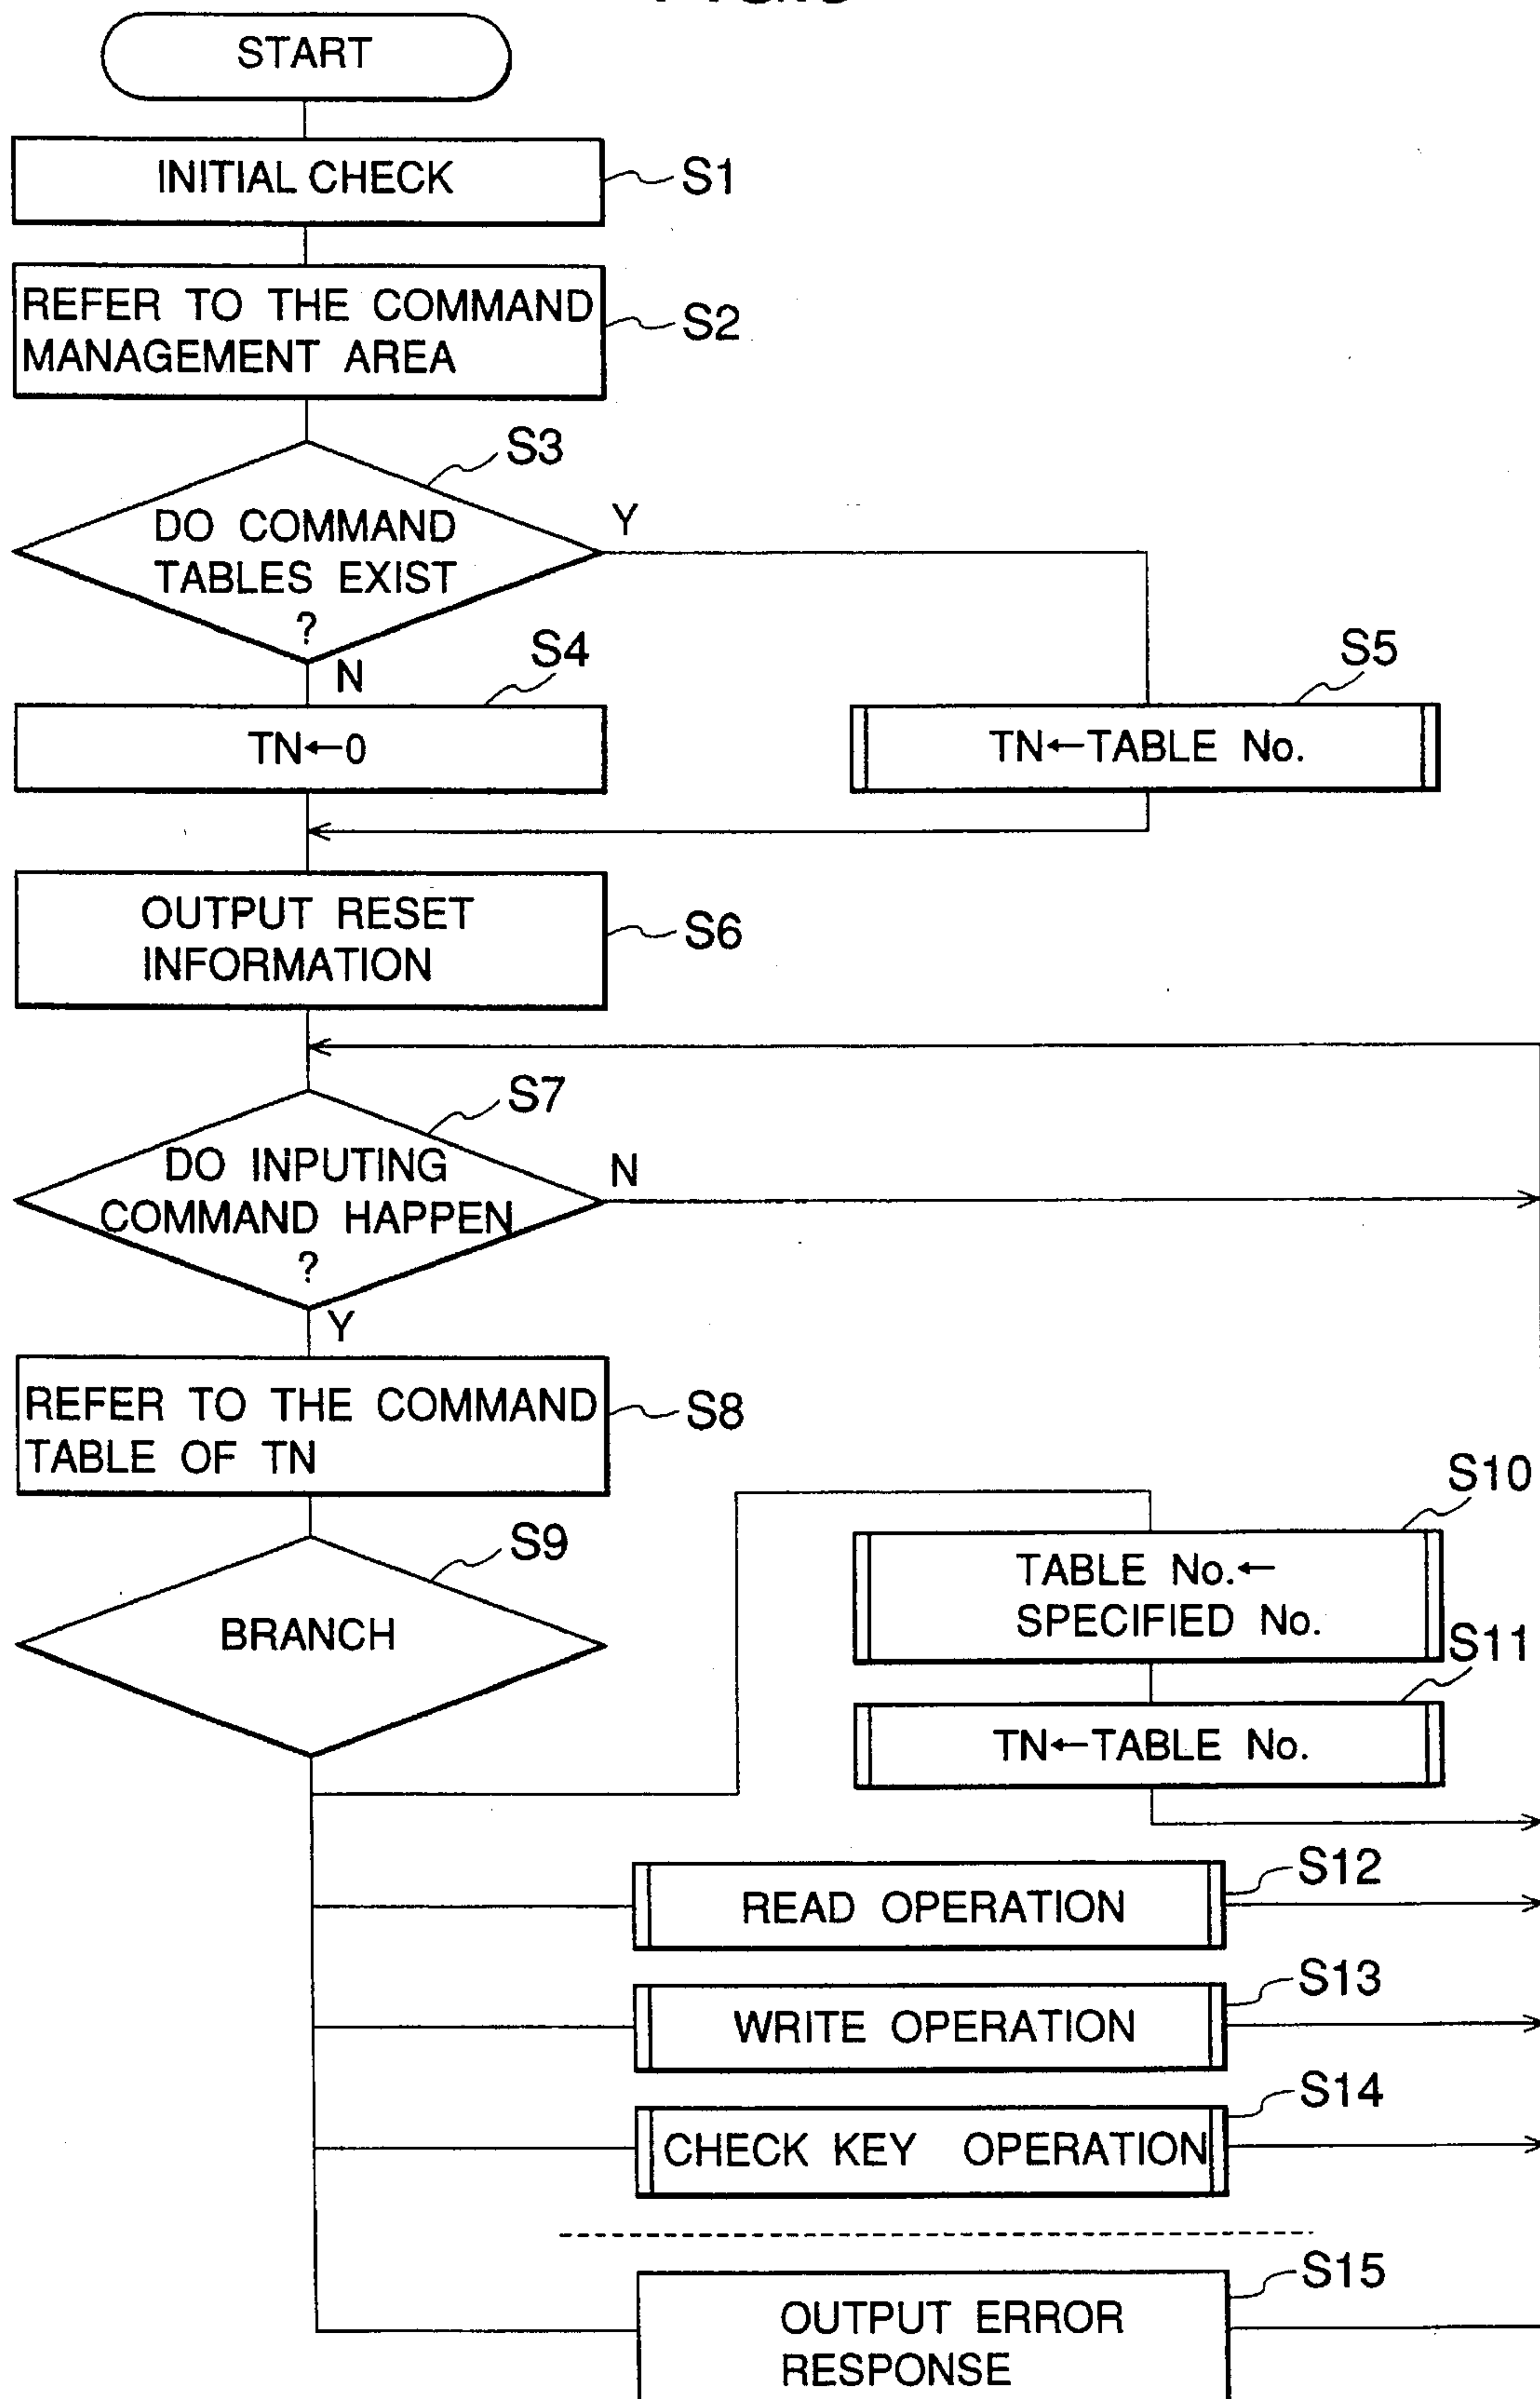 START
INITIAL CHECK
S1
REFER TO THE COMMAND
MANAGEMENT AREA
S2
S3
DO COMMAND
TABLES EXIST
?
Y
N
S4
TN←0
S5
TN←TABLE No.
OUTPUT RESET
INFORMATION
S6
S7
DO INPUTING
COMMAND HAPPEN
?
N
Y
REFER TO THE COMMAND
TABLE OF TN
S8
S9
BRANCH
S10
TABLE No.←
SPECIFIED No.
S11
TN←TABLE No.
S12
READ OPERATION
S13
WRITE OPERATION
S14
CHECK KEY OPERATION
S15
OUTPUT ERROR
RESPONSE